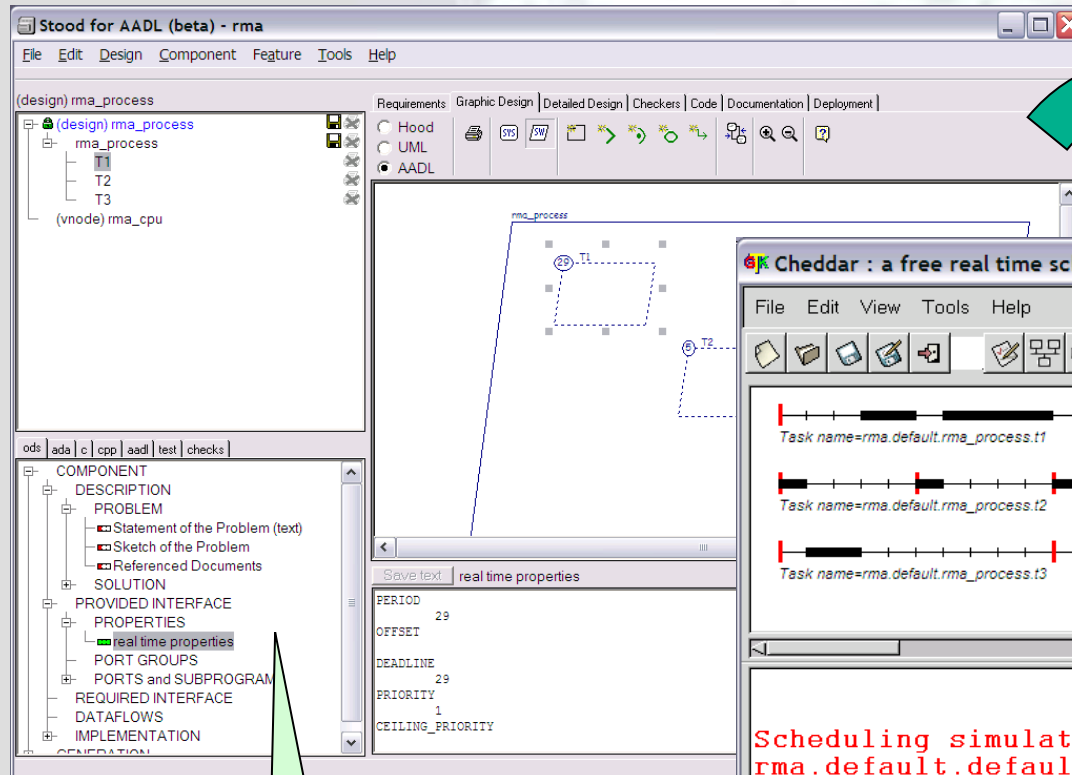 Stood for AADL (beta) - rma
File Edit Design Component Feature Tools Help
(design) rma_process
(design) rma_process
rma_process
T1
T2
T3
(vnode) rma_cpu
Requirements Graphic Design Detailed Design Checkers Code Documentation Deployment
Hood
UML
AADL
SYS SW
rma_process
29 T1
5 T2
ods ada c cpp aadl test checks
COMPONENT
DESCRIPTION
PROBLEM
Statement of the Problem (text)
Sketch of the Problem
Referenced Documents
SOLUTION
PROVIDED INTERFACE
PROPERTIES
real time properties
PORT GROUPS
PORTS and SUBPROGRAM
REQUIRED INTERFACE
DATAFLOWS
IMPLEMENTATION
GENERATION
Save text real time properties
PERIOD
29
OFFSET
DEADLINE
29
PRIORITY
1
CEILING_PRIORITY
Cheddar : a free real time sc
File Edit View Tools Help
Task name=rma.default.rma_process.t1
Task name=rma.default.rma_process.t2
Task name=rma.default.rma_process.t3
Scheduling simulat
rma.default.defaul